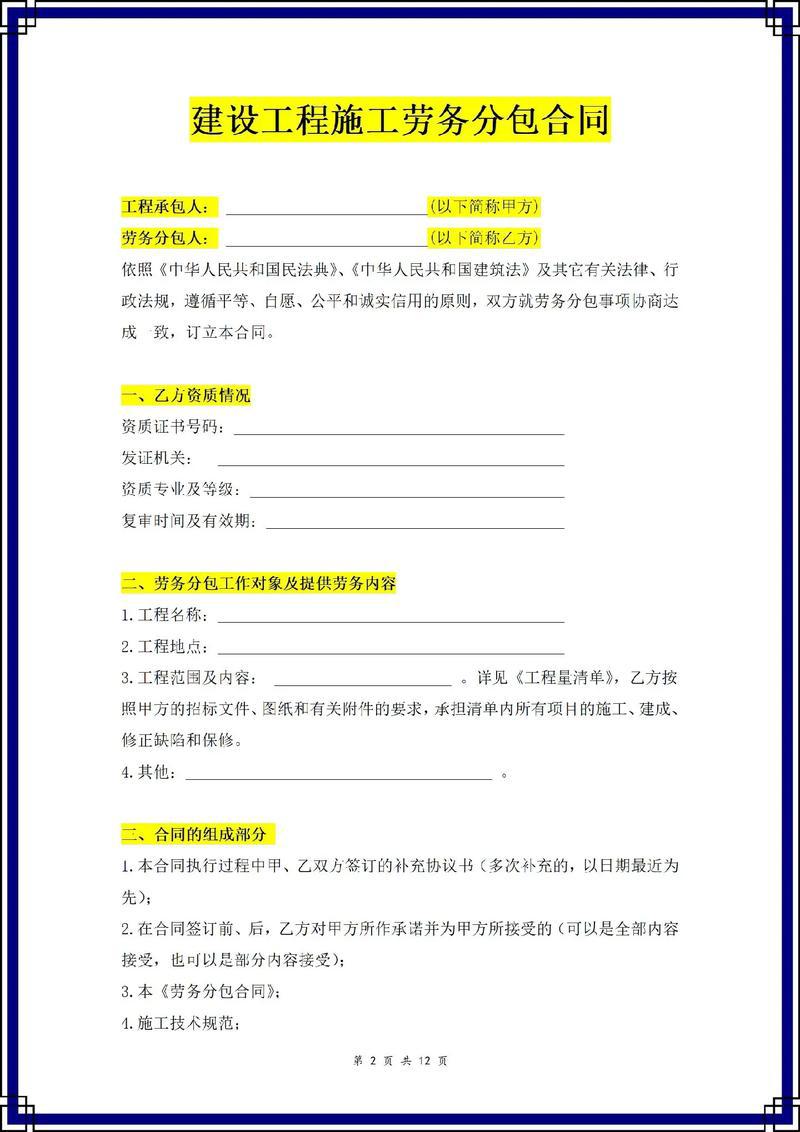 建设工程施工劳务分包合同
工程承包人：____________________(以下简称甲方)
劳务分包人：____________________(以下简称乙方)
依照《中华人民共和国民法典》、《中华人民共和国建筑法》及其它有关法律、行
政法规，遵循平等、自愿、公平和诚实信用的原则，双方就劳务分包事项协商达
成一致，订立本合同。
一、乙方资质情况
资质证书号码：____________________
发证机关：____________________
资质专业及等级：____________________
复审时间及有效期：____________________
二、劳务分包工作对象及提供劳务内容
1.工程名称：____________________
2.工程地点：____________________
3.工程范围及内容：____________________。详见《工程量清单》，乙方按
照甲方的招标文件、图纸和有关附件的要求，承担清单内所有项目的施工、建成、
修正缺陷和保修。
4.其他：____________________。
三、合同的组成部分
1.本合同执行过程中甲、乙双方签订的补充协议书（多次补充的，以日期最近为
先）；
2.在合同签订前、后，乙方对甲方所作承诺并为甲方所接受的（可以是全部内容
接受，也可以是部分内容接受）；
3.本《劳务分包合同》；
4.施工技术规范；
第 2 页 共 12 页